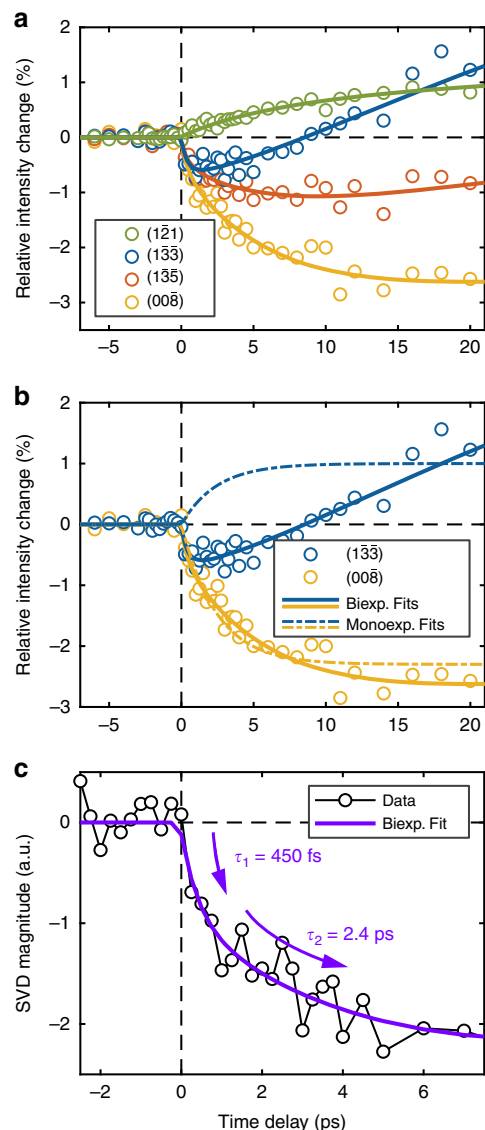 a
Relative intensity change (%)
2
1
0
−1
−2
−3
(12̄1)
(13̄3̄)
(13̄5̄)
(008̄)
−5 0 5 10 15 20
b
Relative intensity change (%)
2
1
0
−1
−2
−3
(13̄3̄)
(008̄)
Biexp. Fits
Monoexp. Fits
−5 0 5 10 15 20
c
SVD magnitude (a.u.)
0
−1
−2
Data
Biexp. Fit
τ1 = 450 fs
τ2 = 2.4 ps
−2 0 2 4 6
Time delay (ps)